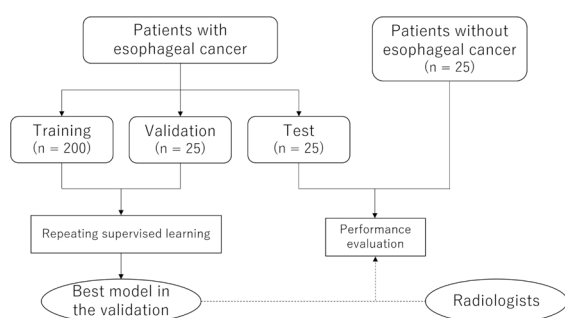 Patients with
esophageal cancer
Patients without
esophageal cancer
(n = 25)
Training
(n = 200)
Validation
(n = 25)
Test
(n = 25)
Repeating supervised learning
Performance
evaluation
Best model in
the validation
Radiologists